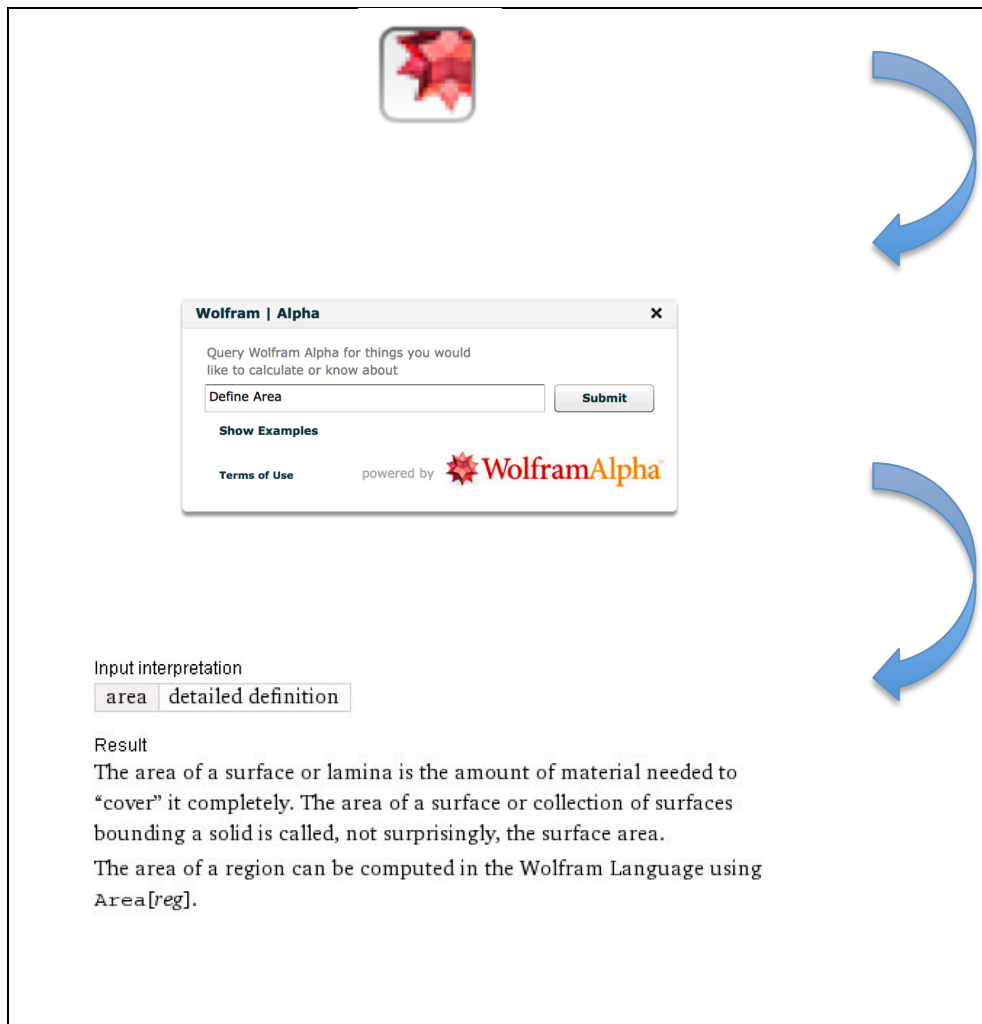 Wolfram | Alpha
Query Wolfram Alpha for things you would
like to calculate or know about
Define Area Submit
Show Examples
Terms of Use powered by WolframAlpha™
Input interpretation
area detailed definition
Result
The area of a surface or lamina is the amount of material needed to
“cover” it completely. The area of a surface or collection of surfaces
bounding a solid is called, not surprisingly, the surface area.
The area of a region can be computed in the Wolfram Language using
Area[reg].